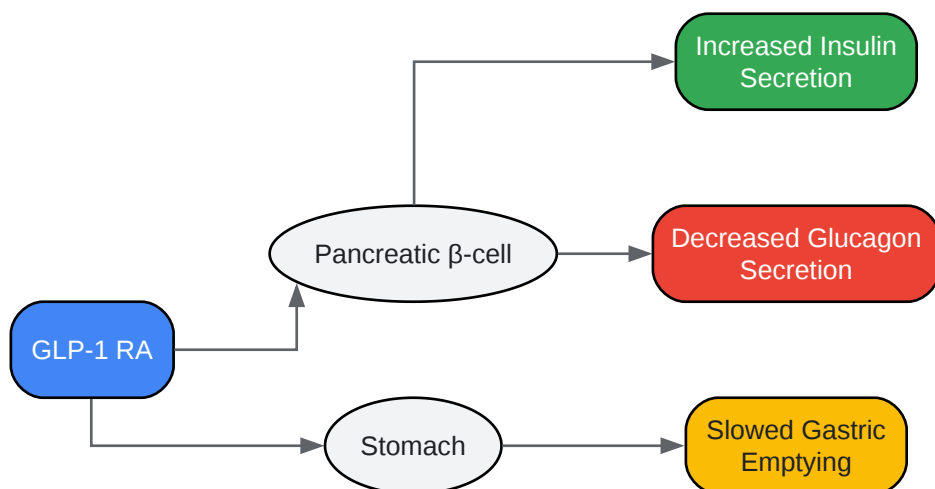 Increased Insulin
Secretion
Pancreatic β-cell
Decreased Glucagon
Secretion
GLP-1 RA
Stomach
Slowed Gastric
Emptying